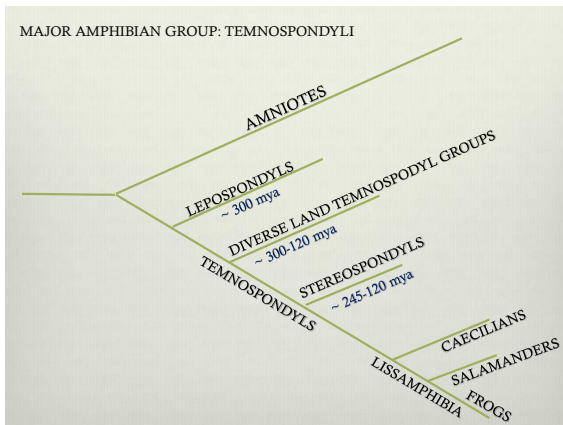 MAJOR AMPHIBIAN GROUP: TEMNOSPONDYLI
AMNIOTES
LEPOSPONDYLS
~ 300 mya
DIVERSE LAND TEMNOSPODYL GROUPS
~ 300-120 mya
TEMNOSPONDYLS
STEREOSPONDYLS
~ 245-120 mya
CAECILIANS
SALAMANDERS
LISSAMPHIBIA
FROGS